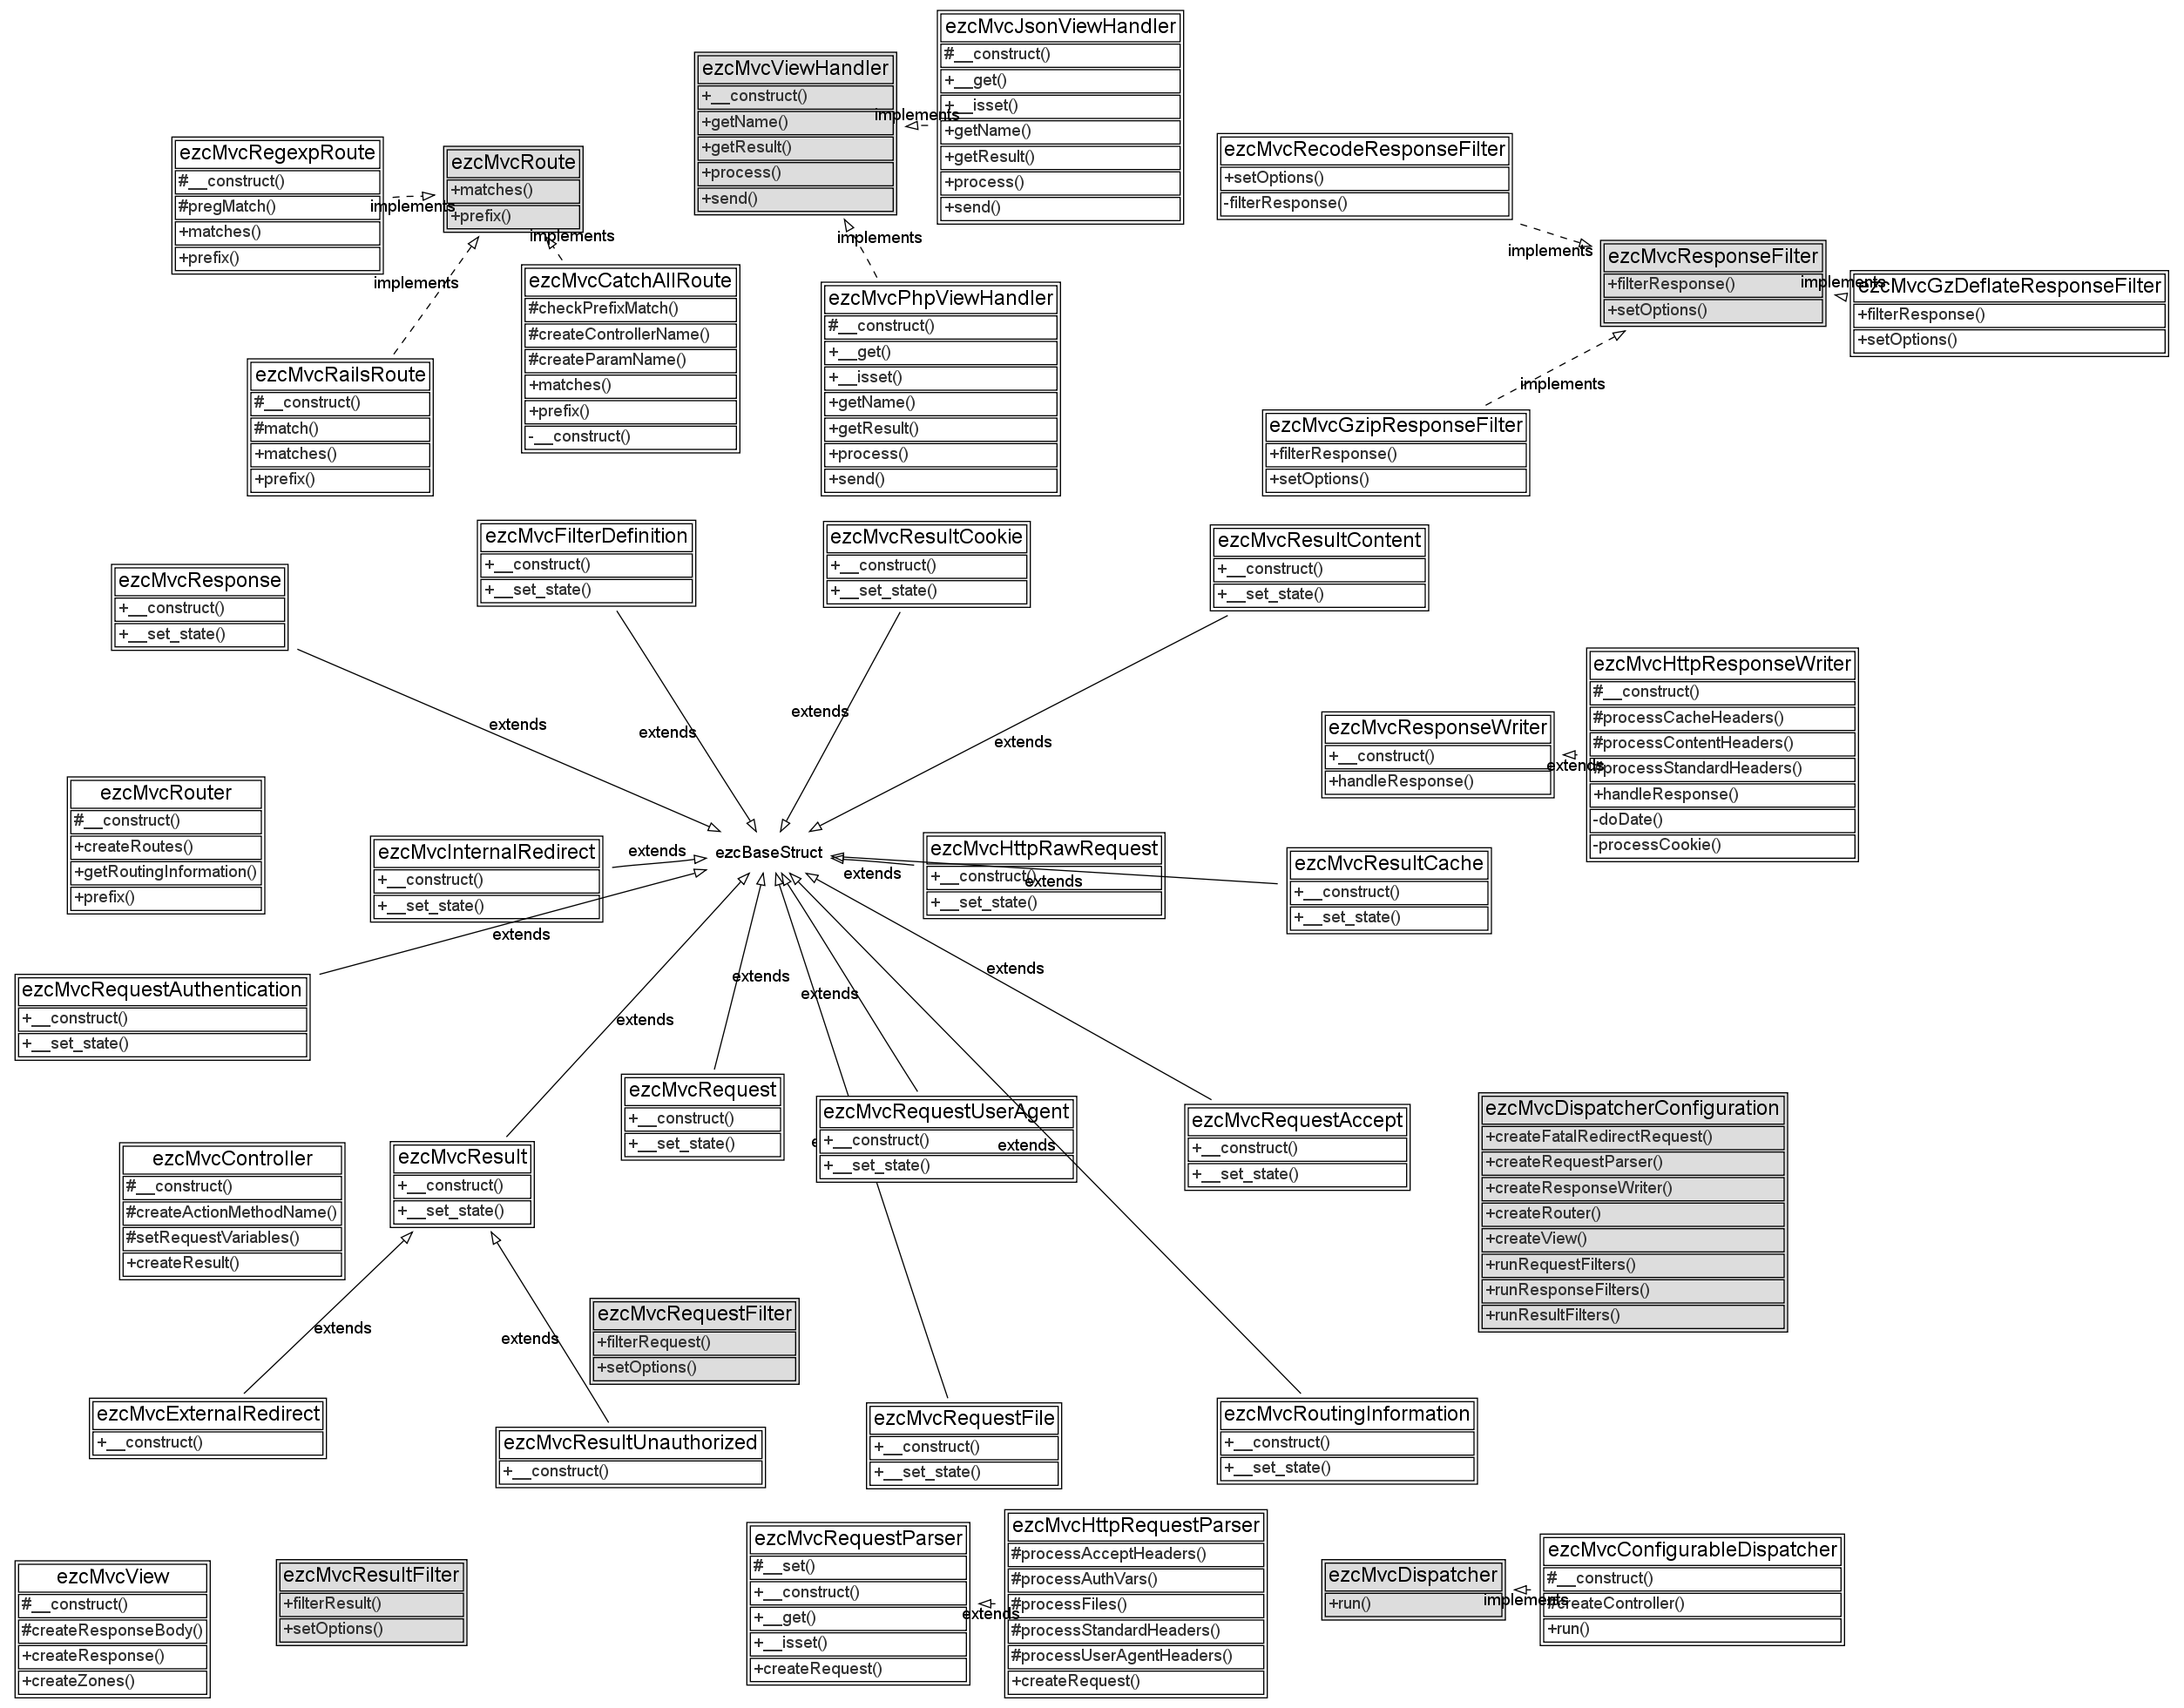 ezcMvcJsonViewHandler
#__construct()
+__get()
+__isset()
+getName()
+getResult()
+process()
+send()
ezcMvcViewHandler
+__construct()
+getName()
+getResult()
+process()
+send()
implements
ezcMvcRegexpRoute
#__construct()
#pregMatch()
+matches()
+prefix()
implements
ezcMvcRoute
+matches()
+prefix()
implements
implements
implements
ezcMvcRecodeResponseFilter
+setOptions()
-filterResponse()
implements
ezcMvcResponseFilter
+filterResponse()
+setOptions()
implements
ezcMvcGzDeflateResponseFilter
+filterResponse()
+setOptions()
ezcMvcCatchAllRoute
#checkPrefixMatch()
#createControllerName()
#createParamName()
+matches()
+prefix()
-__construct()
ezcMvcPhpViewHandler
#__construct()
+__get()
+__isset()
+getName()
+getResult()
+process()
+send()
ezcMvcRailsRoute
#__construct()
#match()
+matches()
+prefix()
implements
ezcMvcGzipResponseFilter
+filterResponse()
+setOptions()
ezcMvcResponse
+__construct()
+__set_state()
ezcMvcFilterDefinition
+__construct()
+__set_state()
ezcMvcResultCookie
+__construct()
+__set_state()
ezcMvcResultContent
+__construct()
+__set_state()
extends
extends
extends
extends
ezcMvcResponseWriter
+__construct()
+handleResponse()
extends
ezcMvcHttpResponseWriter
#__construct()
#processCacheHeaders()
#processContentHeaders()
#processStandardHeaders()
+handleResponse()
-doDate()
-processCookie()
ezcMvcRouter
#__construct()
+createRoutes()
+getRoutingInformation()
+prefix()
ezcMvcInternalRedirect
+__construct()
+__set_state()
extends
ezcBaseStruct
extends
ezcMvcHttpRawRequest
+__construct()
+__set_state()
extends
ezcMvcResultCache
+__construct()
+__set_state()
extends
ezcMvcRequestAuthentication
+__construct()
+__set_state()
extends
extends
extends
extends
ezcMvcRequest
+__construct()
+__set_state()
ezcMvcRequestUserAgent
+__construct()
+__set_state()
extends
ezcMvcRequestAccept
+__construct()
+__set_state()
ezcMvcDispatcherConfiguration
+createFatalRedirectRequest()
+createRequestParser()
+createResponseWriter()
+createRouter()
+createView()
+runRequestFilters()
+runResponseFilters()
+runResultFilters()
ezcMvcController
#__construct()
#createActionMethodName()
#setRequestVariables()
+createResult()
ezcMvcResult
+__construct()
+__set_state()
extends
extends
ezcMvcRequestFilter
+filterRequest()
+setOptions()
ezcMvcExternalRedirect
+__construct()
ezcMvcResultUnauthorized
+__construct()
ezcMvcRequestFile
+__construct()
+__set_state()
ezcMvcRoutingInformation
+__construct()
+__set_state()
ezcMvcView
#__construct()
#createResponseBody()
+createResponse()
+createZones()
ezcMvcResultFilter
+filterResult()
+setOptions()
ezcMvcRequestParser
#__set()
+__construct()
+__get()
+__isset()
+createRequest()
extends
ezcMvcHttpRequestParser
#processAcceptHeaders()
#processAuthVars()
#processFiles()
#processStandardHeaders()
#processUserAgentHeaders()
+createRequest()
ezcMvcDispatcher
+run()
implements
ezcMvcConfigurableDispatcher
#__construct()
#createController()
+run()